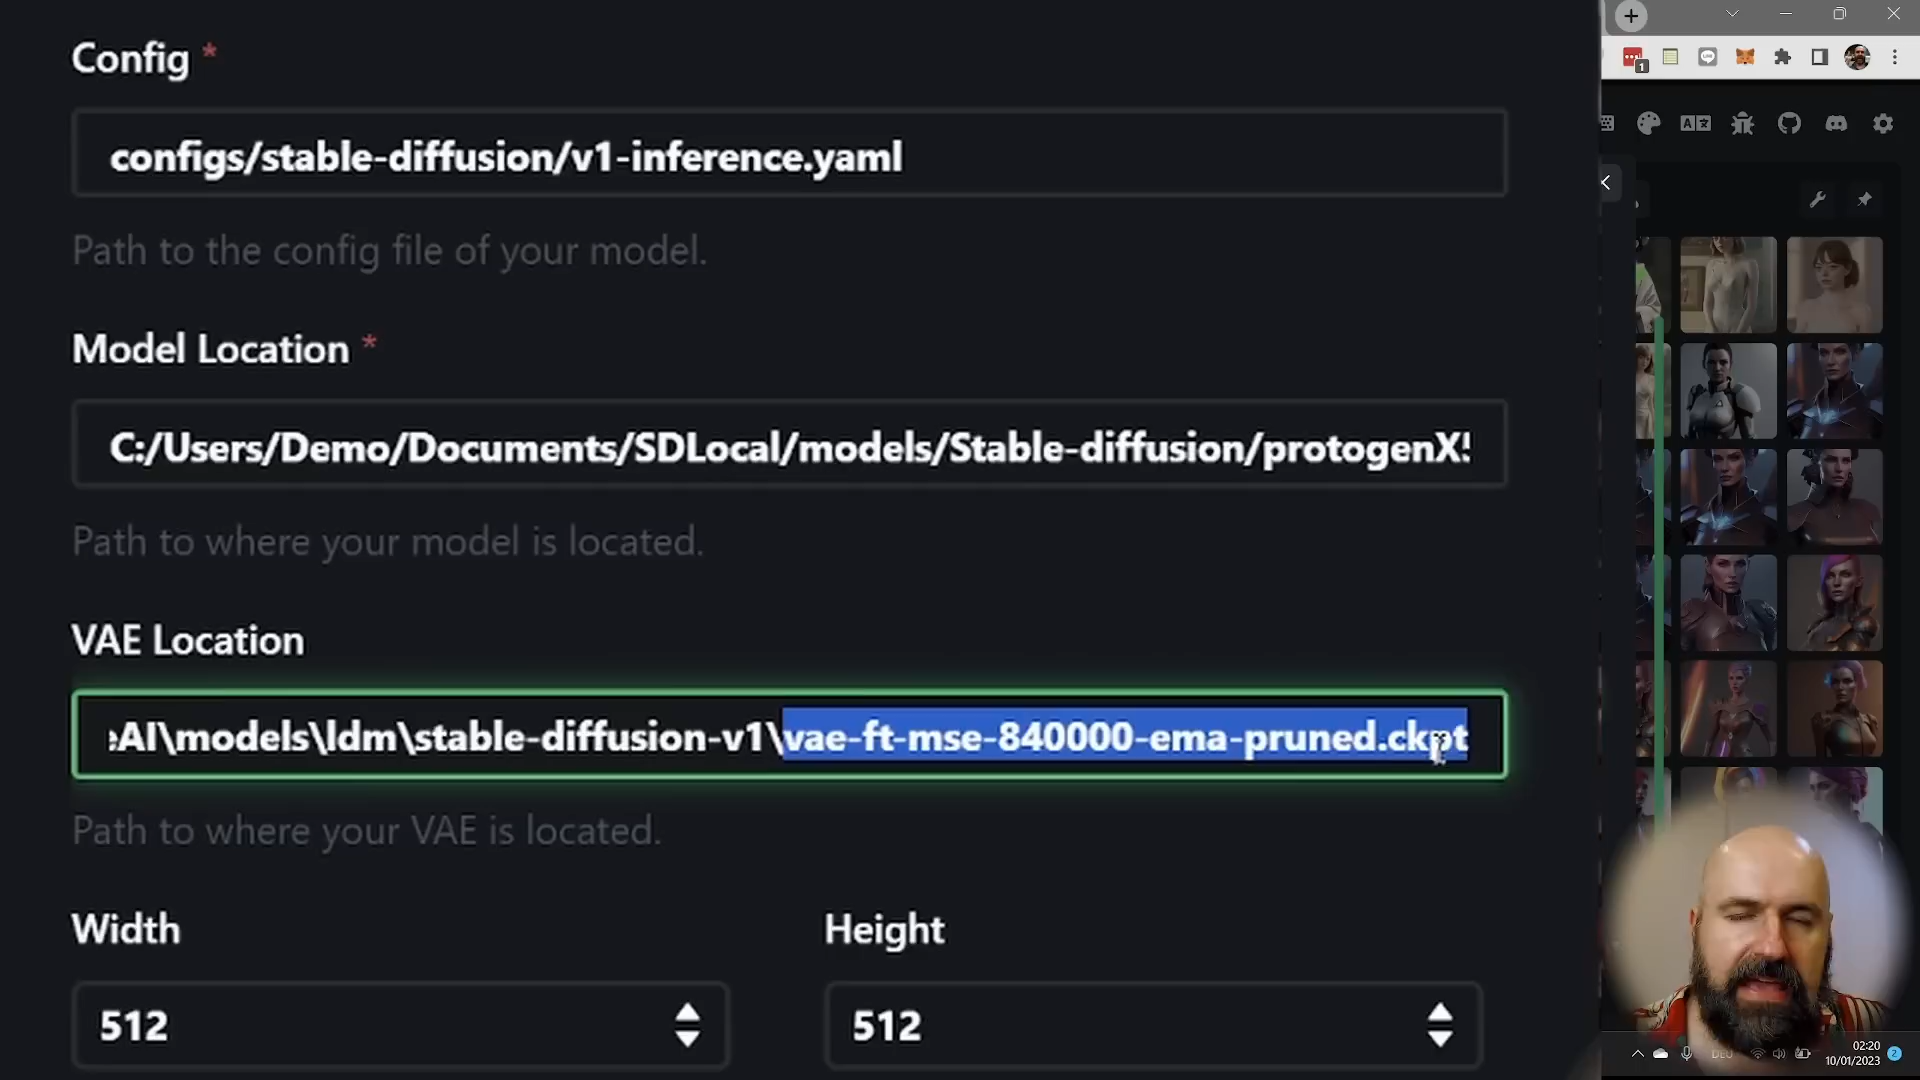 Config *
configs/stable-diffusion/v1-inference.yaml
Path to the config file of your model.
Model Location *
C:/Users/Demo/Documents/SDLocal/models/Stable-diffusion/protogenX
Path to where your model is located.
VAE Location
AI\models\ldm\stable-diffusion-v1\vae-ft-mse-840000-ema-pruned.ckpt
Path to where your VAE is located.
Width
Height
512
512
1
DEU
02:20
10/01/2023
2